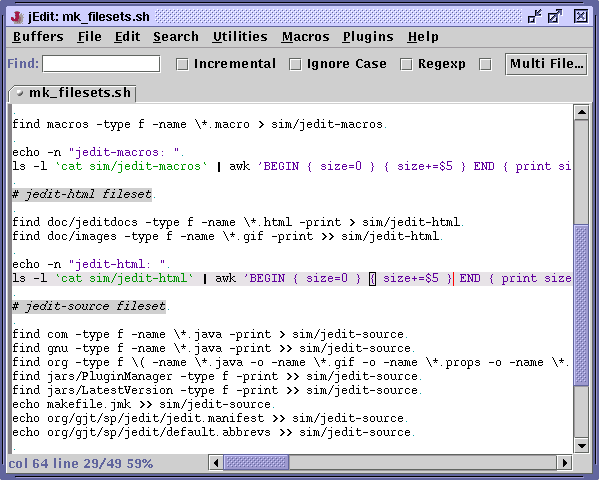 jEdit: mk_filesets.sh
Buffers File Edit Search Utilities Macros Plugins Help
Find: Incremental Ignore Case Regexp Multi File...
mk_filesets.sh
.
find macros -type f -name \*.macro > sim/jedit-macros.
.
echo -n "jedit-macros: ".
ls -l `cat sim/jedit-macros` | awk 'BEGIN { size=0 } { size+=$5 } END { print si
.
# jedit-html fileset.
.
find doc/jeditdocs -type f -name \*.html -print > sim/jedit-html.
find doc/images -type f -name \*.gif -print >> sim/jedit-html.
.
echo -n "jedit-html: ".
ls -l `cat sim/jedit-html` | awk 'BEGIN { size=0 } { size+=$5 } END { print size
.
# jedit-source fileset.
.
find com -type f -name \*.java -print > sim/jedit-source.
find gnu -type f -name \*.java -print >> sim/jedit-source.
find org -type f \( -name \*.java -o -name \*.gif -o -name \*.props -o -name \*.
find jars/PluginManager -type f -print >> sim/jedit-source.
find jars/LatestVersion -type f -print >> sim/jedit-source.
echo makefile.jmk >> sim/jedit-source.
echo org/gjt/sp/jedit/jedit.manifest >> sim/jedit-source.
echo org/gjt/sp/jedit/default.abbrevs >> sim/jedit-source.
.
col 64 line 29/49 59%